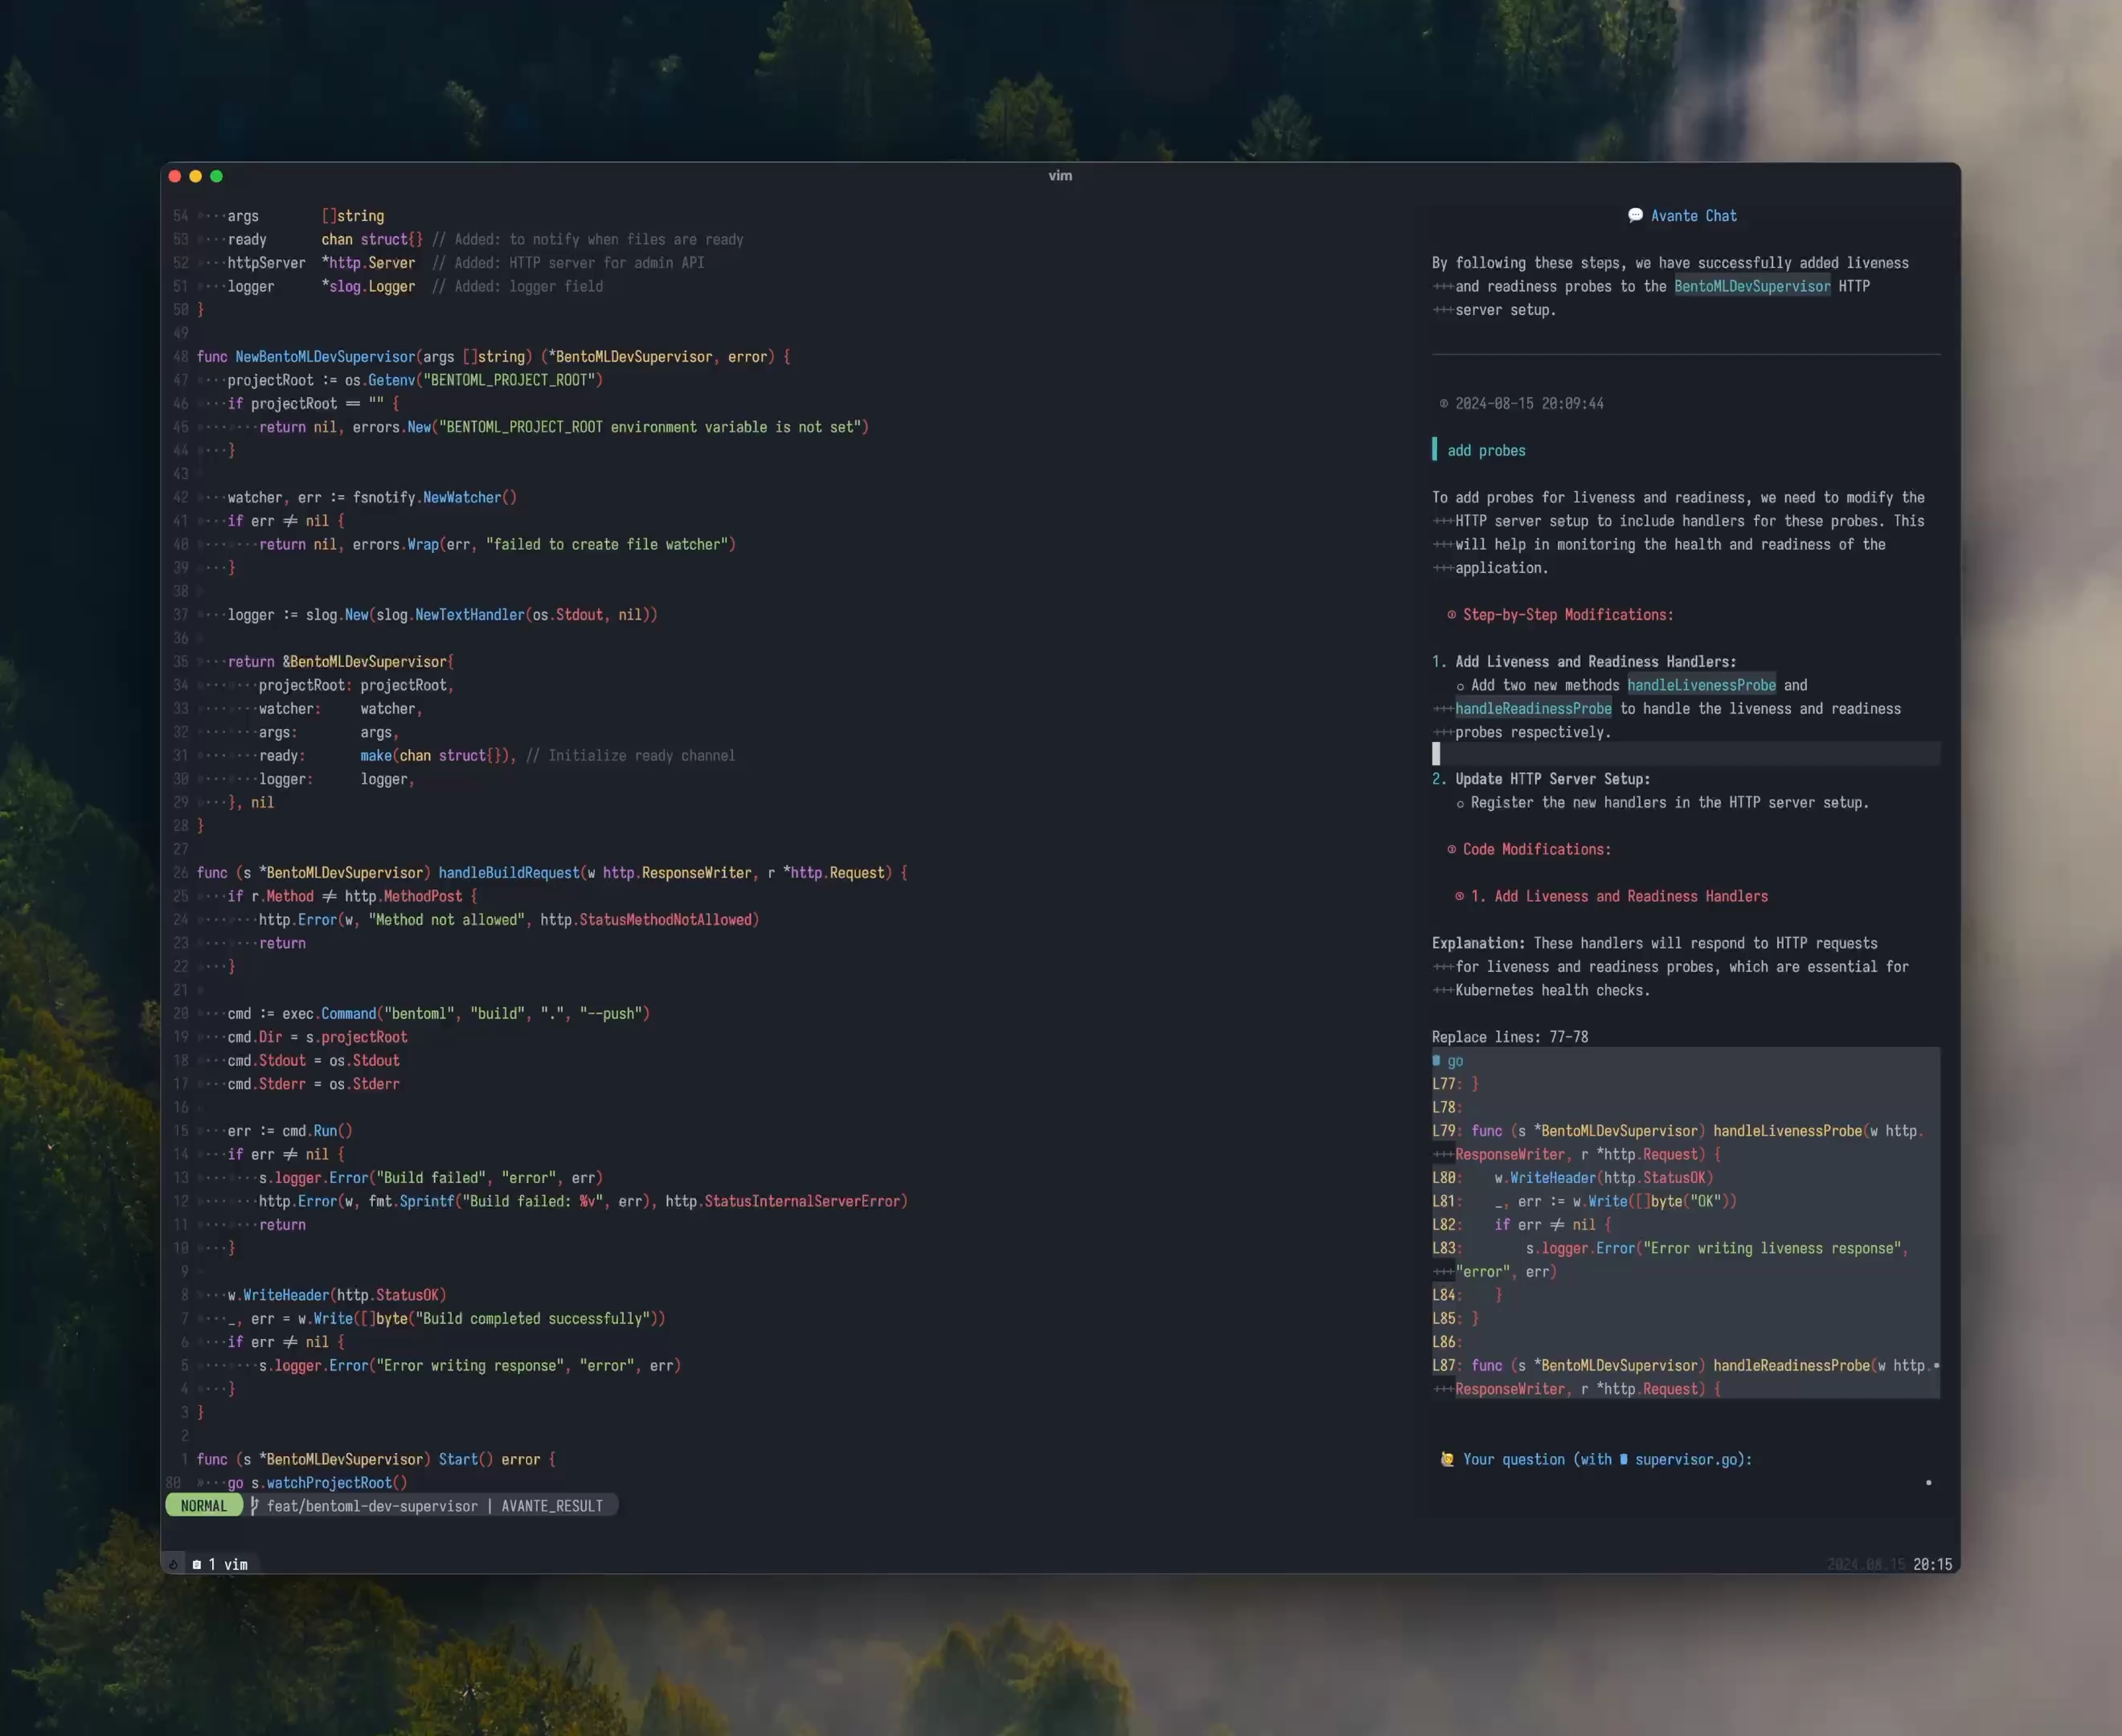 vim
54 args []string
53 ready chan struct{} // Added: to notify when files are ready
52 httpServer *http.Server // Added: HTTP server for admin API
51 logger *slog.Logger // Added: logger field
50 }
49
48 func NewBentoMLDevSupervisor(args []string) (*BentoMLDevSupervisor, error) {
47 projectRoot := os.Getenv("BENTOML_PROJECT_ROOT")
46 if projectRoot == "" {
45 return nil, errors.New("BENTOML_PROJECT_ROOT environment variable is not set")
44 }
43
42 watcher, err := fsnotify.NewWatcher()
41 if err ≠ nil {
40 return nil, errors.Wrap(err, "failed to create file watcher")
39 }
38
37 logger := slog.New(slog.NewTextHandler(os.Stdout, nil))
36
35 return &BentoMLDevSupervisor{
34 projectRoot: projectRoot,
33 watcher: watcher,
32 args: args,
31 ready: make(chan struct{}), // Initialize ready channel
30 logger: logger,
29 }, nil
28 }
27
26 func (s *BentoMLDevSupervisor) handleBuildRequest(w http.ResponseWriter, r *http.Request) {
25 if r.Method ≠ http.MethodPost {
24 http.Error(w, "Method not allowed", http.StatusMethodNotAllowed)
23 return
22 }
21
20 cmd := exec.Command("bentoml", "build", ".", "--push")
19 cmd.Dir = s.projectRoot
18 cmd.Stdout = os.Stdout
17 cmd.Stderr = os.Stderr
16
15 err := cmd.Run()
14 if err ≠ nil {
13 s.logger.Error("Build failed", "error", err)
12 http.Error(w, fmt.Sprintf("Build failed: %v", err), http.StatusInternalServerError)
11 return
10 }
9
8 w.WriteHeader(http.StatusOK)
7 _, err = w.Write([]byte("Build completed successfully"))
6 if err ≠ nil {
5 s.logger.Error("Error writing response", "error", err)
4 }
3 }
2
1 func (s *BentoMLDevSupervisor) Start() error {
80 go s.watchProjectRoot()
NORMAL feat/bentoml-dev-supervisor | AVANTE_RESULT
Avante Chat
By following these steps, we have successfully added liveness
+++and readiness probes to the BentoMLDevSupervisor HTTP
+++server setup.
2024-08-15 20:09:44
add probes
To add probes for liveness and readiness, we need to modify the
+++HTTP server setup to include handlers for these probes. This
+++will help in monitoring the health and readiness of the
+++application.
Step-by-Step Modifications:
1. Add Liveness and Readiness Handlers:
○ Add two new methods handleLivenessProbe and
+++handleReadinessProbe to handle the liveness and readiness
+++probes respectively.
2. Update HTTP Server Setup:
○ Register the new handlers in the HTTP server setup.
Code Modifications:
1. Add Liveness and Readiness Handlers
Explanation: These handlers will respond to HTTP requests
+++for liveness and readiness probes, which are essential for
+++Kubernetes health checks.
Replace lines: 77-78
go
L77: }
L78:
L79: func (s *BentoMLDevSupervisor) handleLivenessProbe(w http.
+++ResponseWriter, r *http.Request) {
L80: w.WriteHeader(http.StatusOK)
L81: _, err := w.Write([]byte("OK"))
L82: if err ≠ nil {
L83: s.logger.Error("Error writing liveness response",
+++"error", err)
L84: }
L85: }
L86:
L87: func (s *BentoMLDevSupervisor) handleReadinessProbe(w http.
+++ResponseWriter, r *http.Request) {
🙋 Your question (with supervisor.go):
1 vim
2024.08.15 20:15